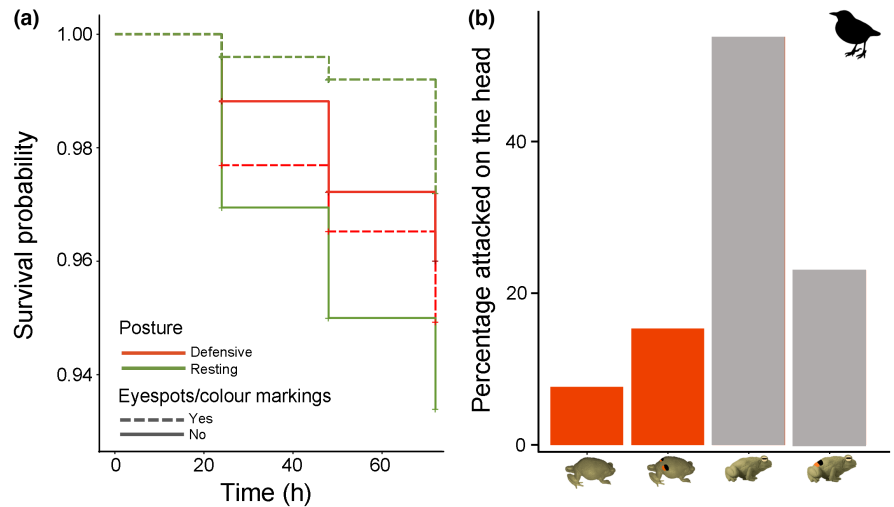 (a)
Survival probability
1.00
0.98
0.96
0.94
Posture
Defensive
Resting
Eyespots/colour markings
Yes
No
0
20
40
60
Time (h)
(b)
Percentage attacked on the head
40
20
0